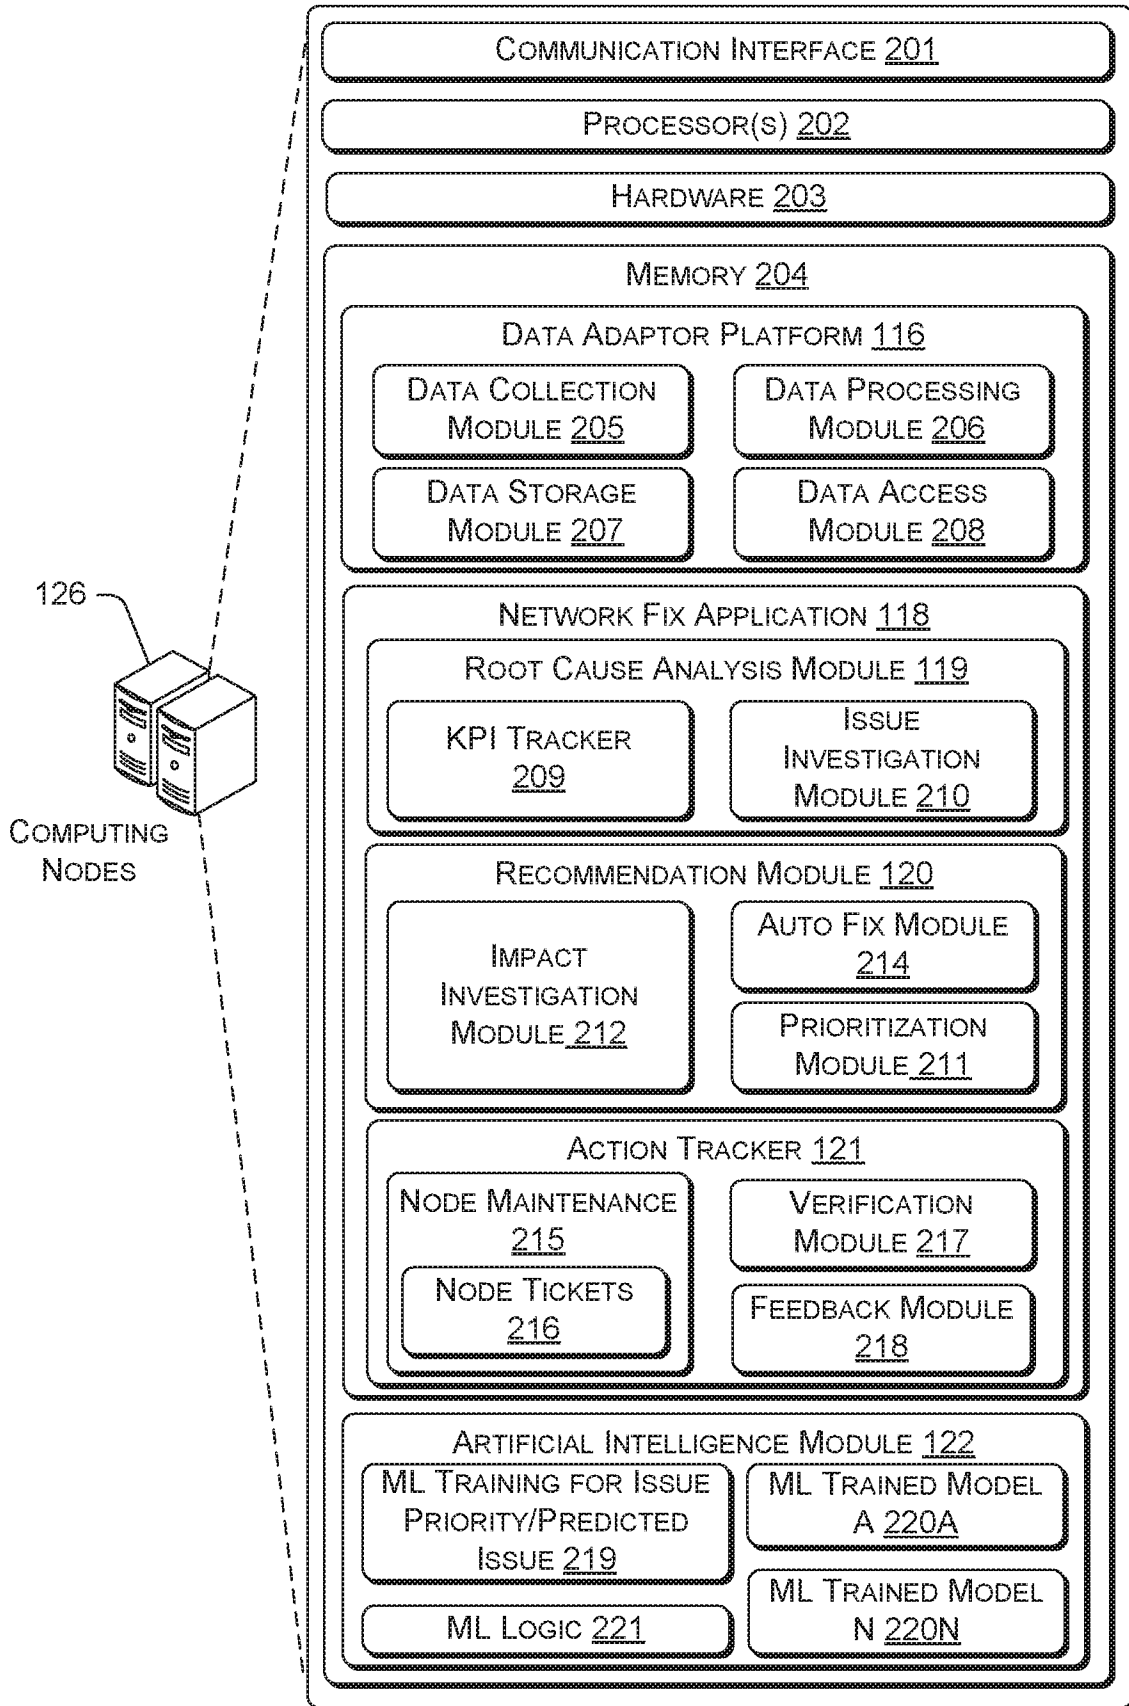 COMMUNICATION INTERFACE 201
PROCESSOR(S) 202
HARDWARE 203
MEMORY 204
DATA ADAPTOR PLATFORM 116
DATA COLLECTION
MODULE 205
DATA PROCESSING
MODULE 206
DATA STORAGE
MODULE 207
DATA ACCESS
MODULE 208
126
COMPUTING
NODES
NETWORK FIX APPLICATION 118
ROOT CAUSE ANALYSIS MODULE 119
KPI TRACKER
209
ISSUE
INVESTIGATION
MODULE 210
RECOMMENDATION MODULE 120
IMPACT
INVESTIGATION
MODULE 212
AUTO FIX MODULE
214
PRIORITIZATION
MODULE 211
ACTION TRACKER 121
NODE MAINTENANCE
215
NODE TICKETS
216
VERIFICATION
MODULE 217
FEEDBACK MODULE
218
ARTIFICIAL INTELLIGENCE MODULE 122
ML TRAINING FOR ISSUE
PRIORITY/PREDICTED
ISSUE 219
ML TRAINED MODEL
A 220A
ML LOGIC 221
ML TRAINED MODEL
N 220N